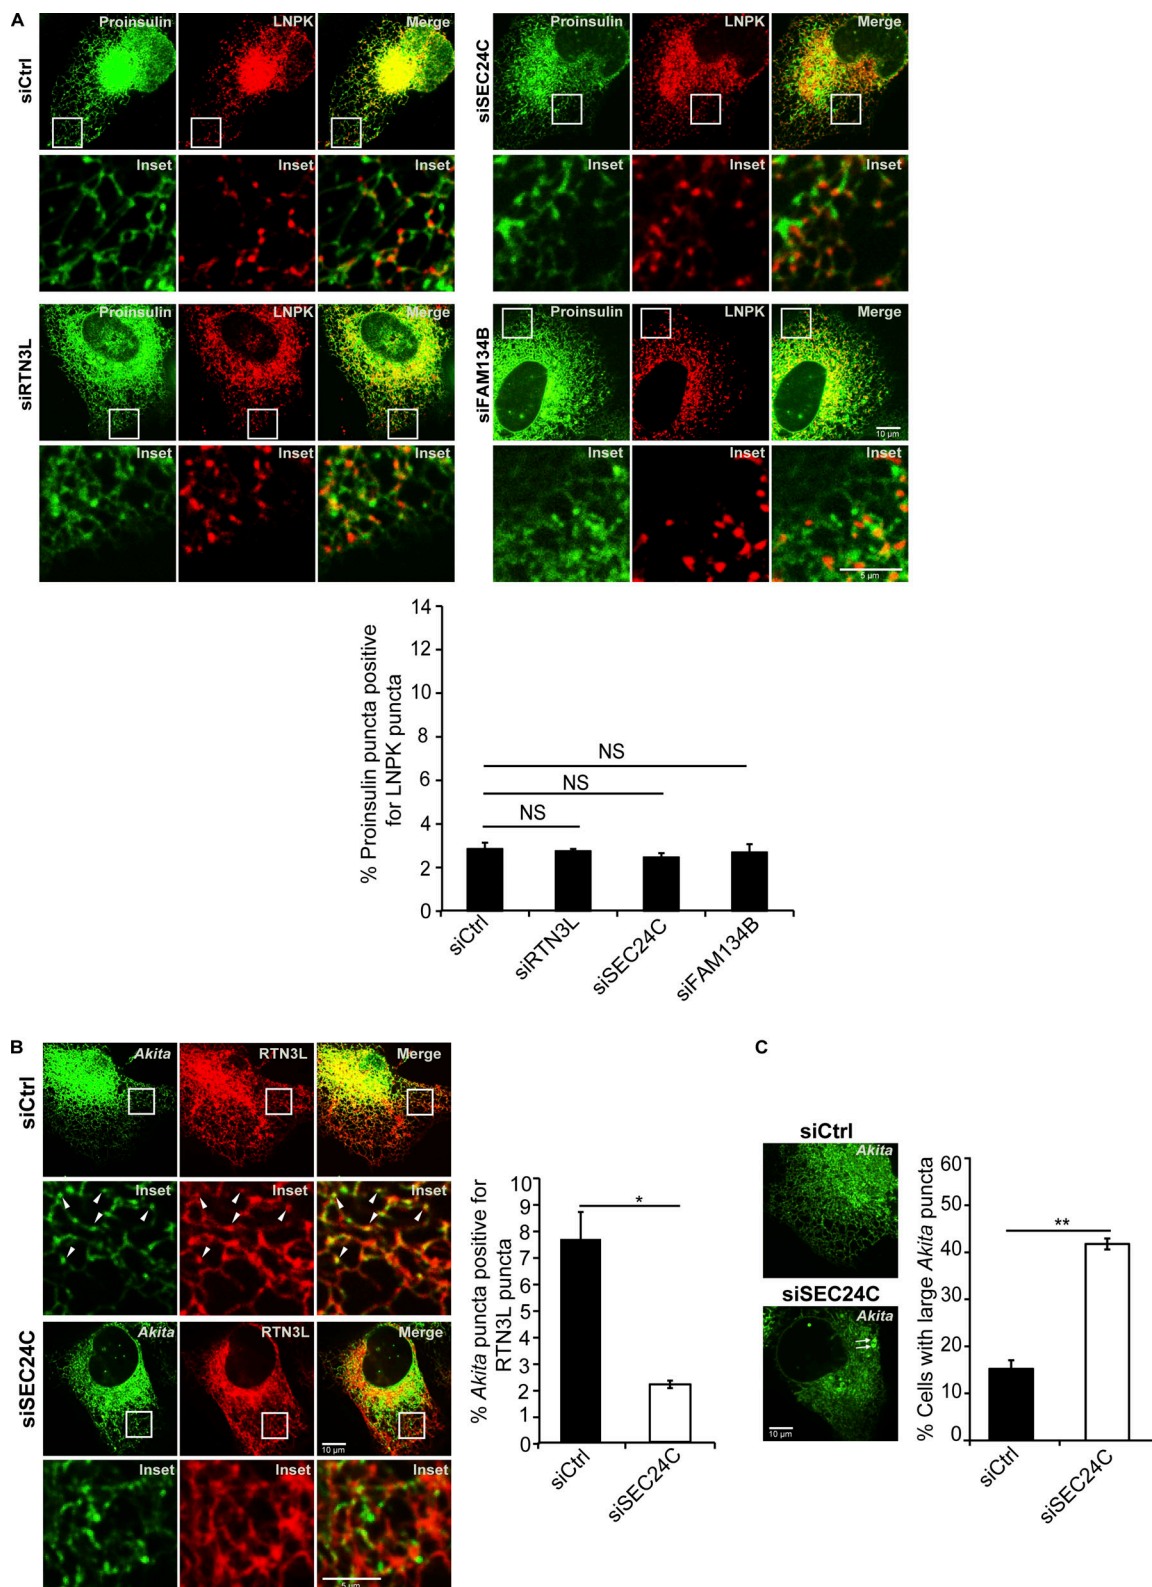 A
siCtrl
Proinsulin
LNPK
Merge
Inset
Inset
Inset
siSEC24C
Proinsulin
LNPK
Merge
Inset
Inset
Inset
siRTN3L
Proinsulin
LNPK
Merge
Inset
Inset
Inset
siFAM134B
Proinsulin
LNPK
Merge
10 µm
Inset
Inset
Inset
5 µm
% Proinsulin puncta positive
for LNPK puncta
14
12
10
8
6
4
2
0
NS
NS
NS
siCtrl
siRTN3L
siSEC24C
siFAM134B
B
siCtrl
Akita
RTN3L
Merge
Inset
Inset
Inset
siSEC24C
Akita
RTN3L
Merge
10 µm
Inset
Inset
Inset
5 µm
% Akita puncta positive for
RTN3L puncta
10
9
8
7
6
5
4
3
2
1
0
*
siCtrl
siSEC24C
C
siCtrl
Akita
siSEC24C
Akita
10 µm
% Cells with large Akita puncta
60
50
40
30
20
10
0
**
siCtrl
siSEC24C